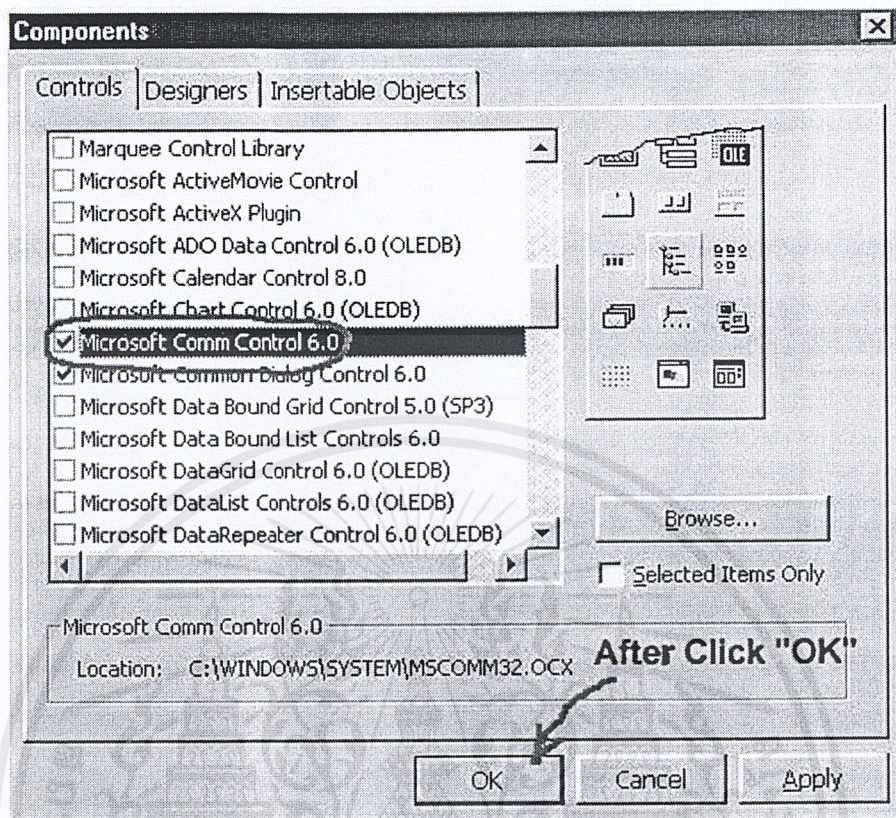 Components
Controls Designers Insertable Objects
Marquee Control Library
Microsoft ActiveMovie Control
Microsoft ActiveX Plugin
Microsoft ADO Data Control 6.0 (OLEDB)
Microsoft Calendar Control 8.0
Microsoft Chart Control 6.0 (OLEDB)
Microsoft Comm Control 6.0
Microsoft Common Dialog Control 6.0
Microsoft Data Bound Grid Control 5.0 (SP3)
Microsoft Data Bound List Controls 6.0
Microsoft DataGrid Control 6.0 (OLEDB)
Microsoft DataList Controls 6.0 (OLEDB)
Microsoft DataRepeater Control 6.0 (OLEDB)
OLE
Browse...
Selected Items Only
Microsoft Comm Control 6.0
Location: C:\WINDOWS\SYSTEM\MSCOMM32.OCX
After Click "OK"
OK Cancel Apply